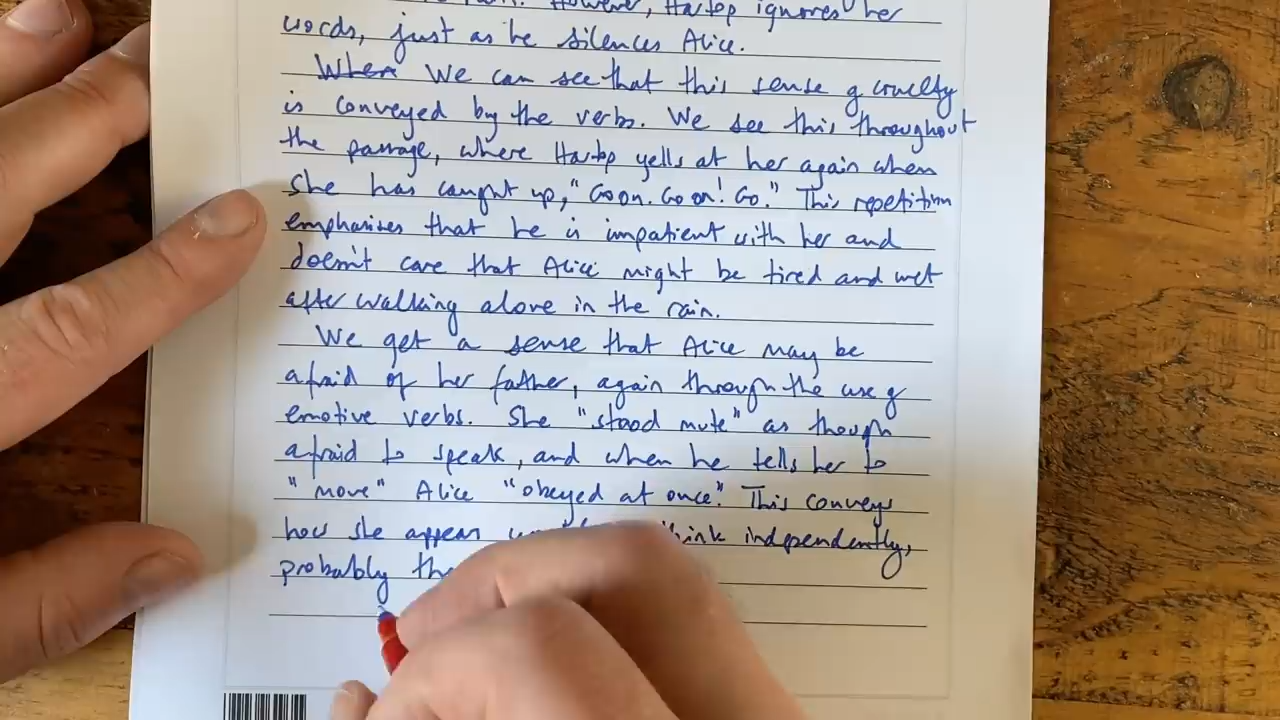 However, Hartop ignores her
words, just as he silences Alice.
When We can see that this sense of cruelty
is conveyed by the verbs. We see this throughout
the passage, where Hartop yells at her again when
she has caught up, "Go on. Go on! Go." This repetition
emphasises that he is impatient with her and
doesn't care that Alice might be tired and wet
after walking alone in the rain.
We get a sense that Alice may be
afraid of her father, again through the use of
emotive verbs. She "stood mute" as though
afraid to speak, and when he tells her to
"move" Alice "obeyed at once". This conveys
how she appears think independently,
probably